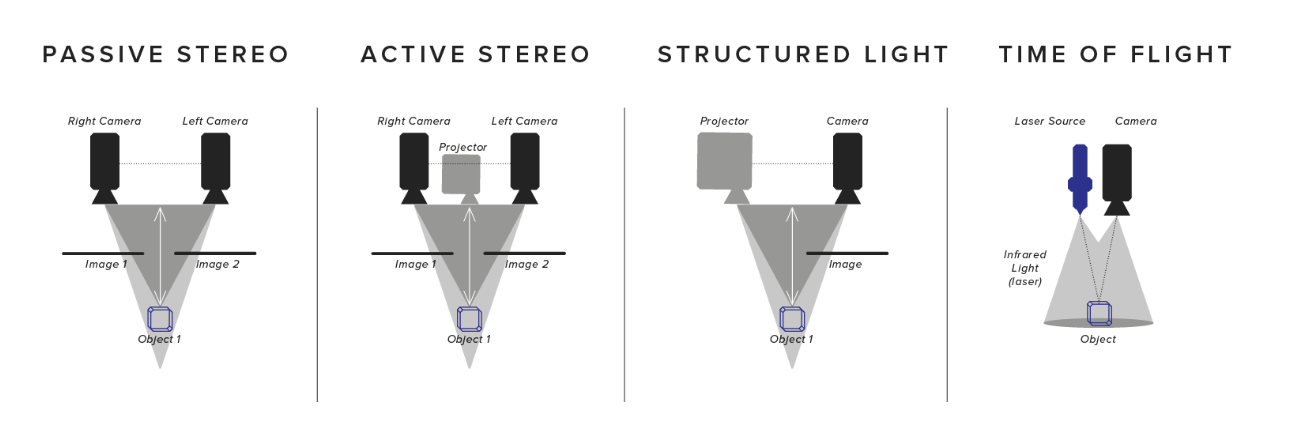 PASSIVE STEREO
Right Camera
Left Camera
Image 1
Image 2
Object 1
ACTIVE STEREO
Right Camera
Left Camera
Projector
Image 1
Image 2
Object 1
STRUCTURED LIGHT
Projector
Camera
Image
Object 1
TIME OF FLIGHT
Laser Source
Camera
Infrared
Light
(laser)
Object